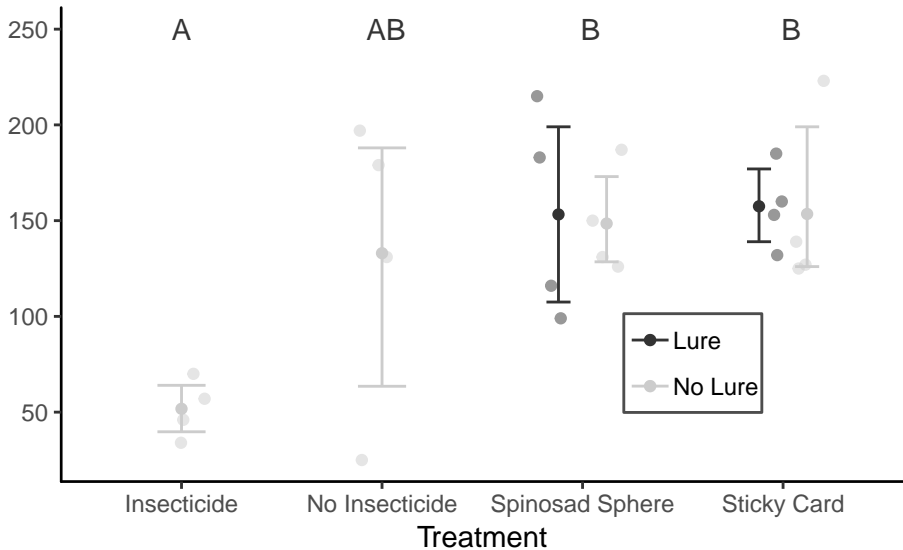 A AB B B
250
200
150
100
50
Lure
No Lure
Insecticide No Insecticide Spinosad Sphere Sticky Card
Treatment